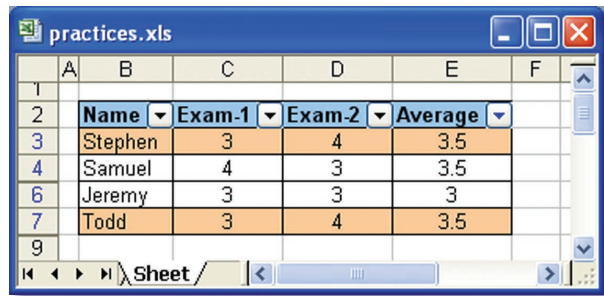 practices.xls
A B C D E F
1
2 Name Exam-1 Exam-2 Average
3 Stephen 3 4 3.5
4 Samuel 4 3 3.5
6 Jeremy 3 3 3
7 Todd 3 4 3.5
9
Sheet